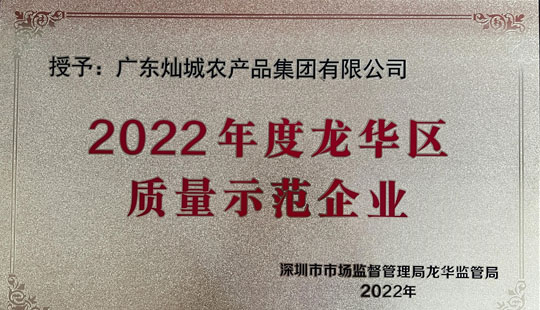 授予：广东灿城农产品集团有限公司
2022年度龙华区
质量示范企业
深圳市市场监督管理局龙华监管局
2022年